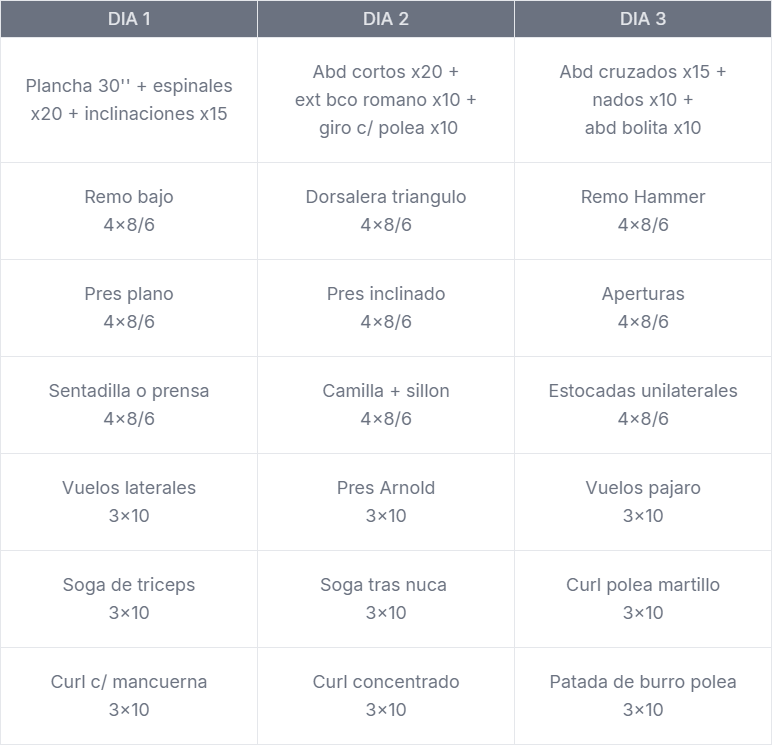 DIA 1 DIA 2 DIA 3
Plancha 30'' + espinales
x20 + inclinaciones x15
Abd cortos x20 +
ext bco romano x10 +
giro c/ polea x10
Abd cruzados x15 +
nados x10 +
abd bolita x10
Remo bajo
4×8/6
Dorsalera triangulo
4×8/6
Remo Hammer
4×8/6
Pres plano
4×8/6
Pres inclinado
4×8/6
Aperturas
4×8/6
Sentadilla o prensa
4×8/6
Camilla + sillon
4×8/6
Estocadas unilaterales
4×8/6
Vuelos laterales
3×10
Pres Arnold
3×10
Vuelos pajaro
3×10
Soga de triceps
3×10
Soga tras nuca
3×10
Curl polea martillo
3×10
Curl c/ mancuerna
3×10
Curl concentrado
3×10
Patada de burro polea
3×10